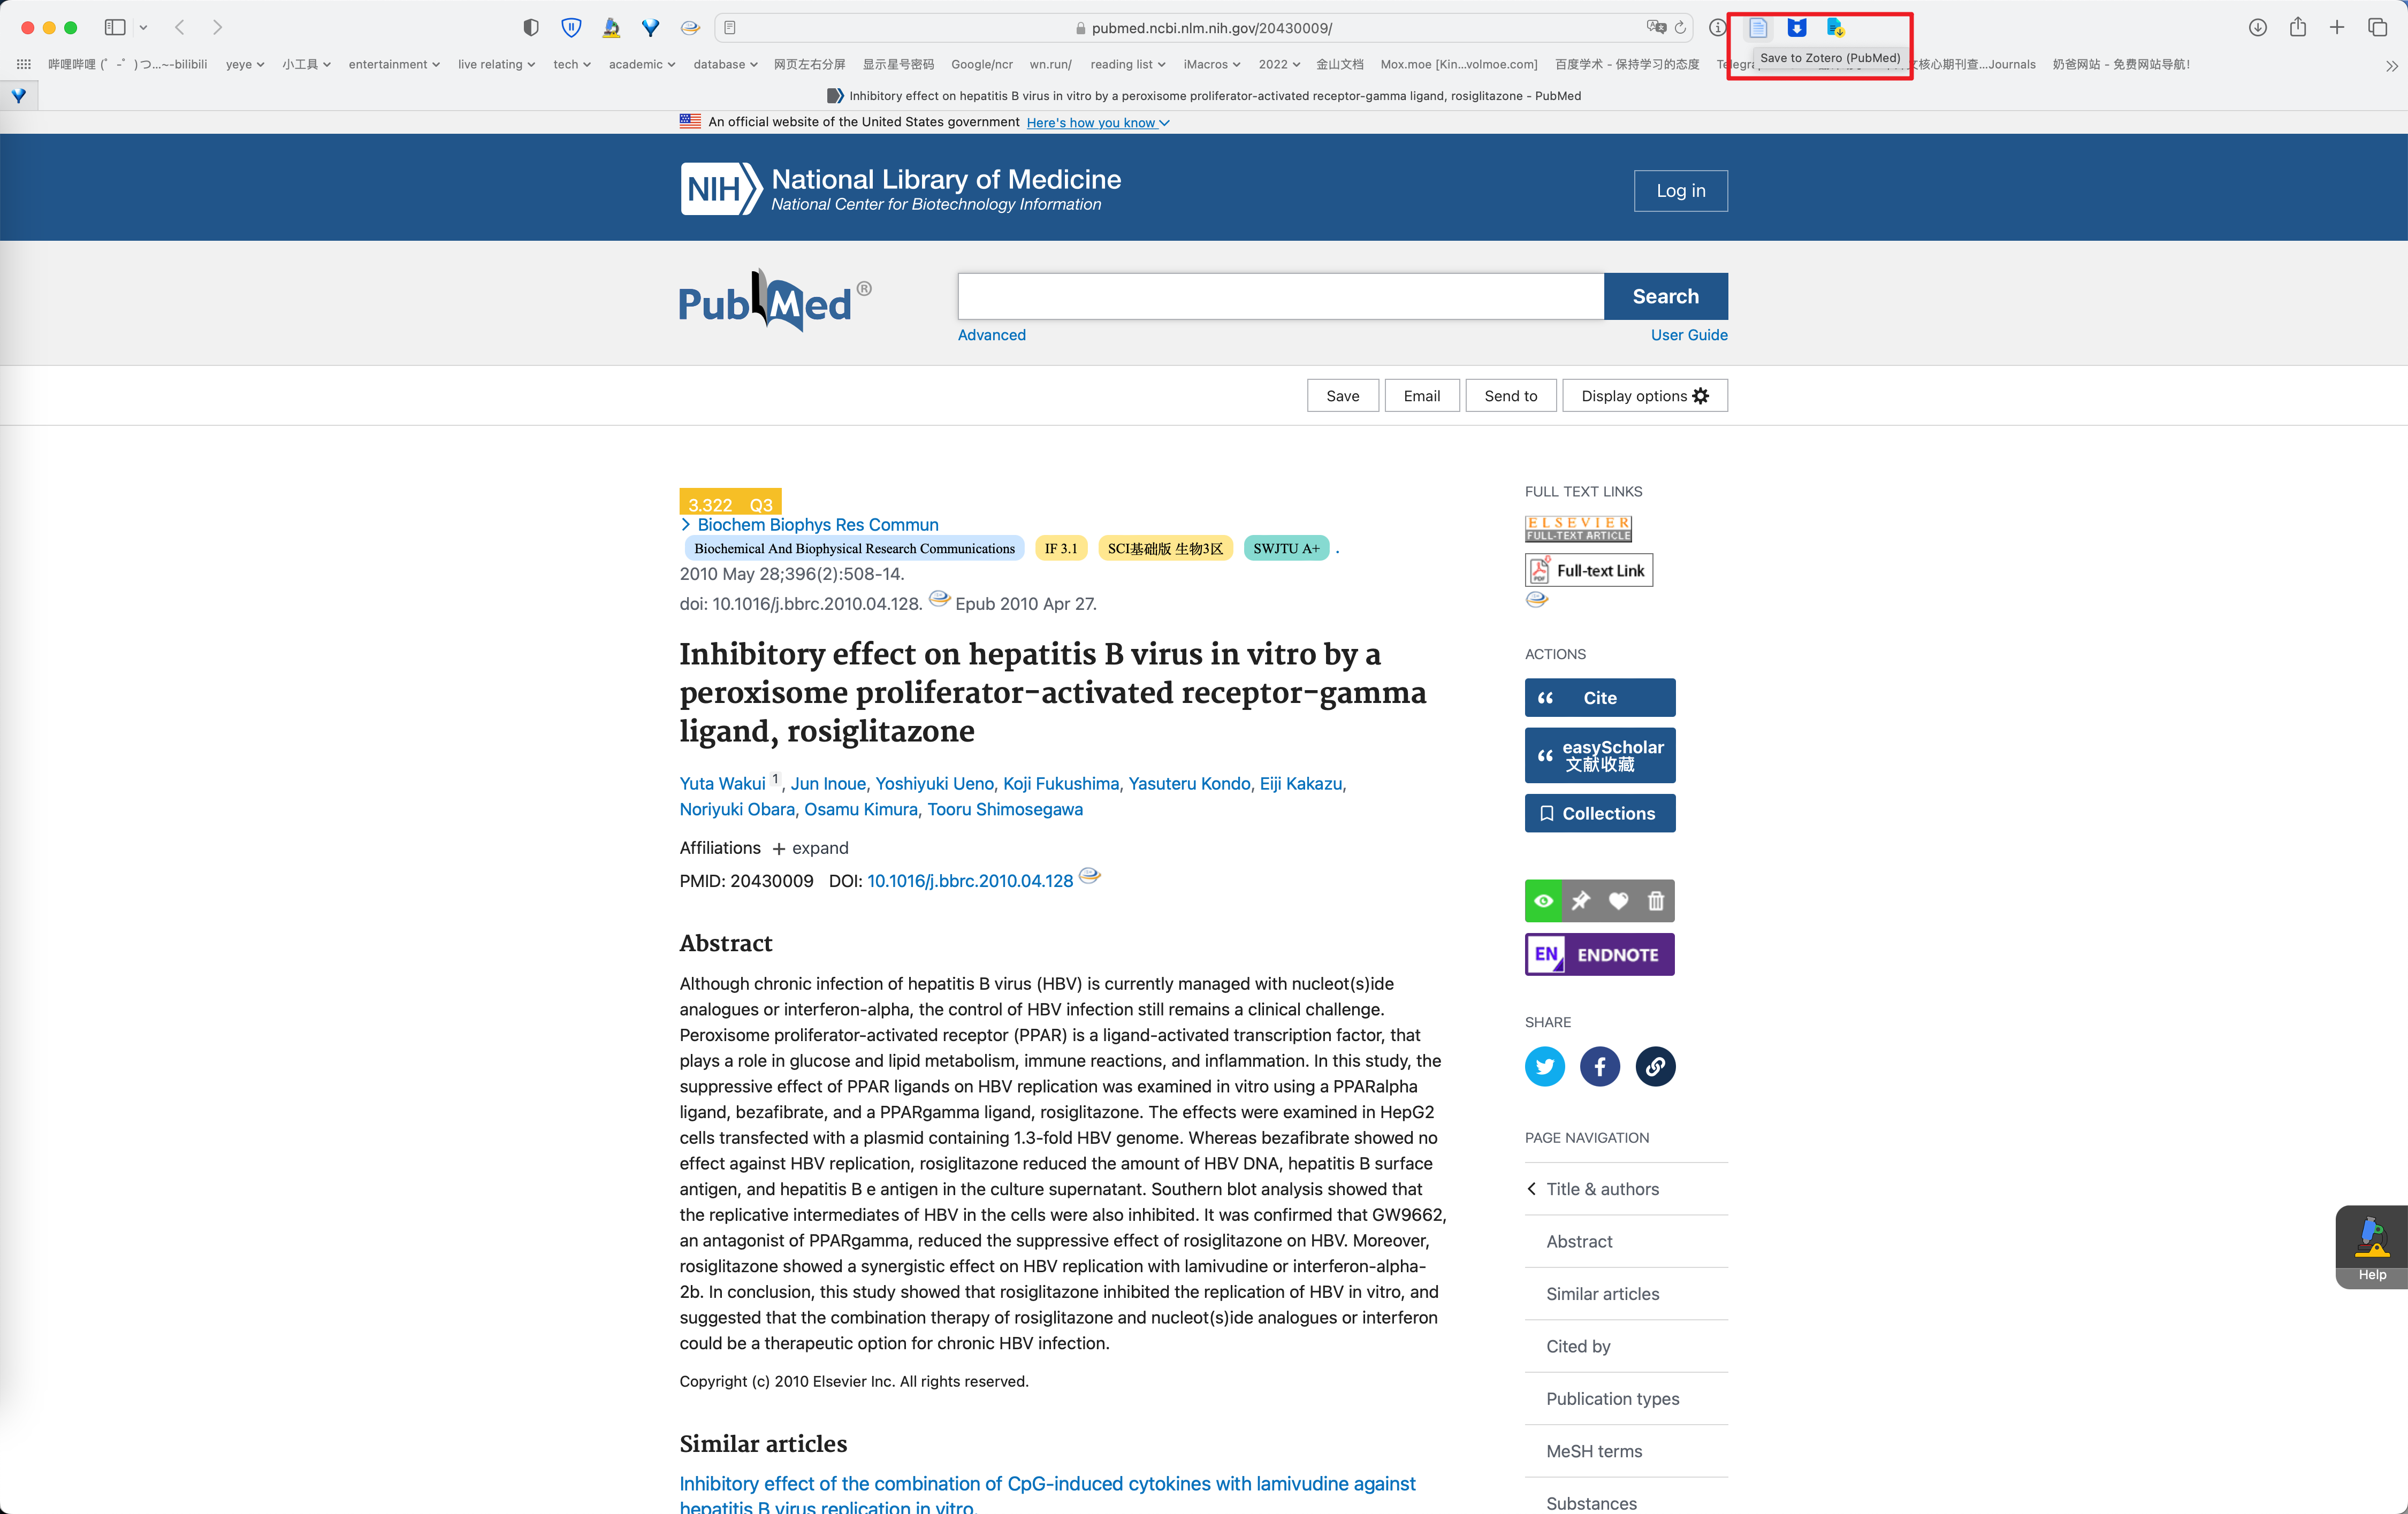 pubmed.ncbi.nlm.nih.gov/20430009/
Save to Zotero (PubMed)
哔哩哔哩 (゜-゜)つ...~-bilibili yeye 小工具 entertainment live relating tech academic database 网页左右分屏 显示星号密码 Google/ncr wn.run/ reading list iMacros 2022 金山文档 Mox.moe [Kin...volmoe.com] 百度学术 - 保持学习的态度 核心期刊查...Journals 奶爸网站 - 免费网站导航!
Inhibitory effect on hepatitis B virus in vitro by a peroxisome proliferator-activated receptor-gamma ligand, rosiglitazone - PubMed
An official website of the United States government Here's how you know
NIH National Library of Medicine
National Center for Biotechnology Information
Log in
PubMed®
Search
Advanced
User Guide
Save
Email
Send to
Display options
3.322 Q3
Biochem Biophys Res Commun
Biochemical And Biophysical Research Communications IF 3.1 SCI基础版 生物3区 SWJTU A+ .
2010 May 28;396(2):508-14.
doi: 10.1016/j.bbrc.2010.04.128. Epub 2010 Apr 27.
Inhibitory effect on hepatitis B virus in vitro by a
peroxisome proliferator-activated receptor-gamma
ligand, rosiglitazone
Yuta Wakui 1, Jun Inoue, Yoshiyuki Ueno, Koji Fukushima, Yasuteru Kondo, Eiji Kakazu,
Noriyuki Obara, Osamu Kimura, Tooru Shimosegawa
Affiliations + expand
PMID: 20430009 DOI: 10.1016/j.bbrc.2010.04.128
Abstract
Although chronic infection of hepatitis B virus (HBV) is currently managed with nucleot(s)ide
analogues or interferon-alpha, the control of HBV infection still remains a clinical challenge.
Peroxisome proliferator-activated receptor (PPAR) is a ligand-activated transcription factor, that
plays a role in glucose and lipid metabolism, immune reactions, and inflammation. In this study, the
suppressive effect of PPAR ligands on HBV replication was examined in vitro using a PPARalpha
ligand, bezafibrate, and a PPARgamma ligand, rosiglitazone. The effects were examined in HepG2
cells transfected with a plasmid containing 1.3-fold HBV genome. Whereas bezafibrate showed no
effect against HBV replication, rosiglitazone reduced the amount of HBV DNA, hepatitis B surface
antigen, and hepatitis B e antigen in the culture supernatant. Southern blot analysis showed that
the replicative intermediates of HBV in the cells were also inhibited. It was confirmed that GW9662,
an antagonist of PPARgamma, reduced the suppressive effect of rosiglitazone on HBV. Moreover,
rosiglitazone showed a synergistic effect on HBV replication with lamivudine or interferon-alpha-
2b. In conclusion, this study showed that rosiglitazone inhibited the replication of HBV in vitro, and
suggested that the combination therapy of rosiglitazone and nucleot(s)ide analogues or interferon
could be a therapeutic option for chronic HBV infection.
Copyright (c) 2010 Elsevier Inc. All rights reserved.
Similar articles
Inhibitory effect of the combination of CpG-induced cytokines with lamivudine against
hepatitis B virus replication in vitro.
FULL TEXT LINKS
ELSEVIER
FULL-TEXT ARTICLE
PDF Full-text Link
ACTIONS
Cite
easyScholar
文献收藏
Collections
EN ENDNOTE
SHARE
PAGE NAVIGATION
Title & authors
Abstract
Similar articles
Cited by
Publication types
MeSH terms
Substances
Help